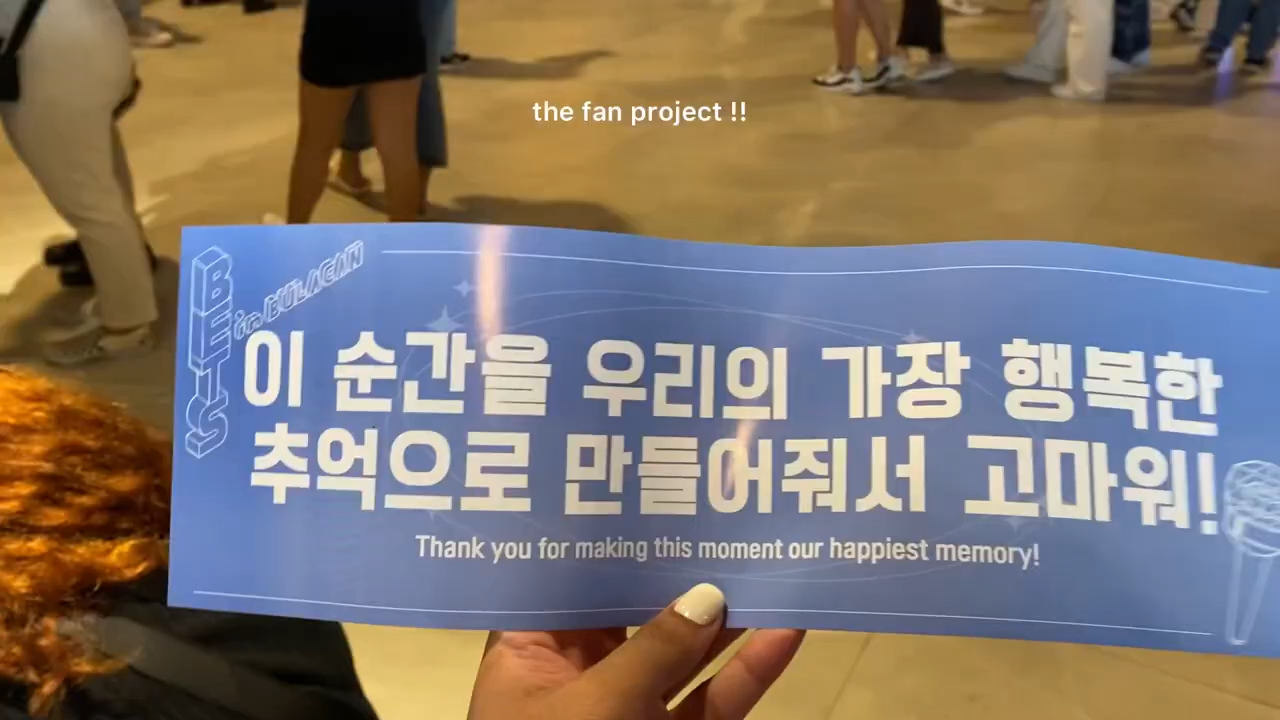 the fan project !!
BETS
in BULACAN
이 순간을 우리의 가장 행복한
추억으로 만들어줘서 고마워!
Thank you for making this moment our happiest memory!